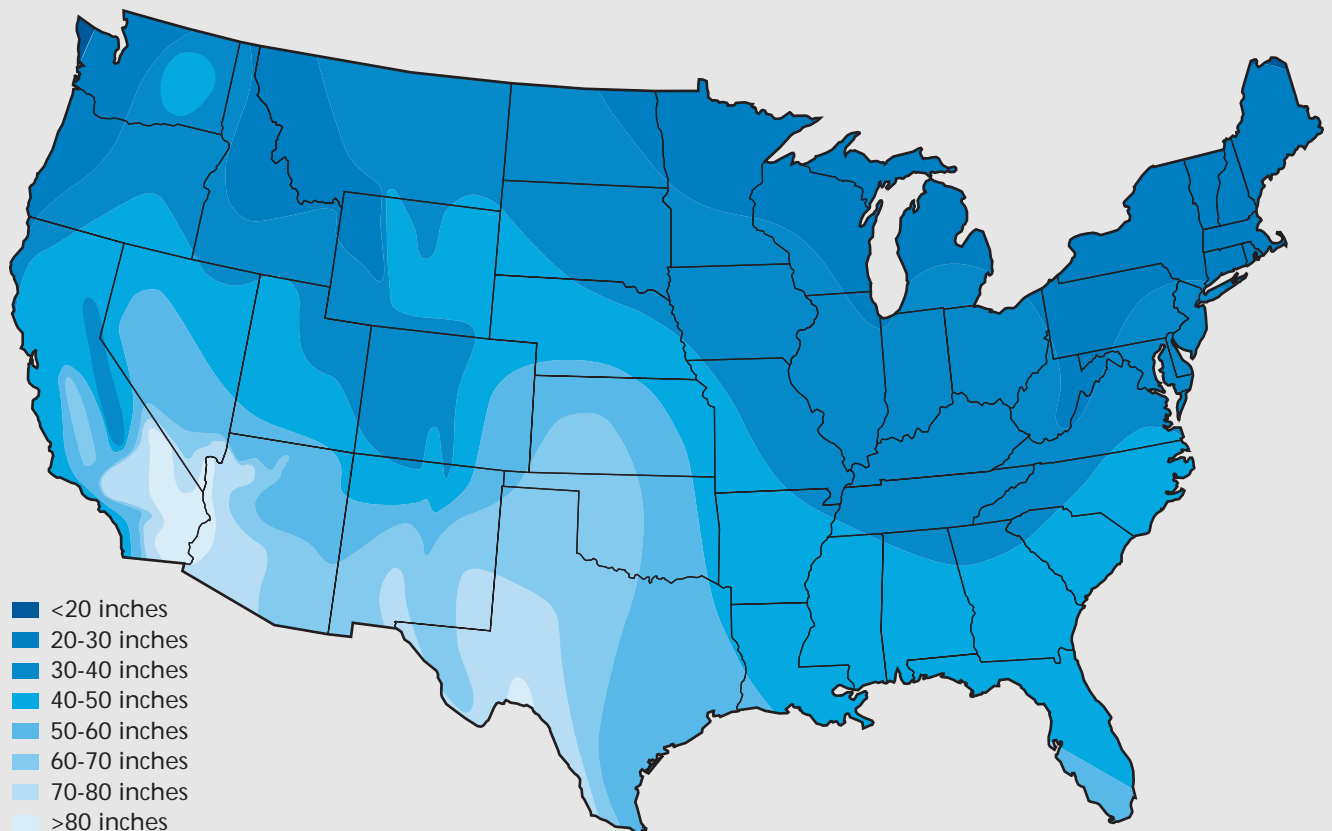 <20 inches
20-30 inches
30-40 inches
40-50 inches
50-60 inches
60-70 inches
70-80 inches
>80 inches